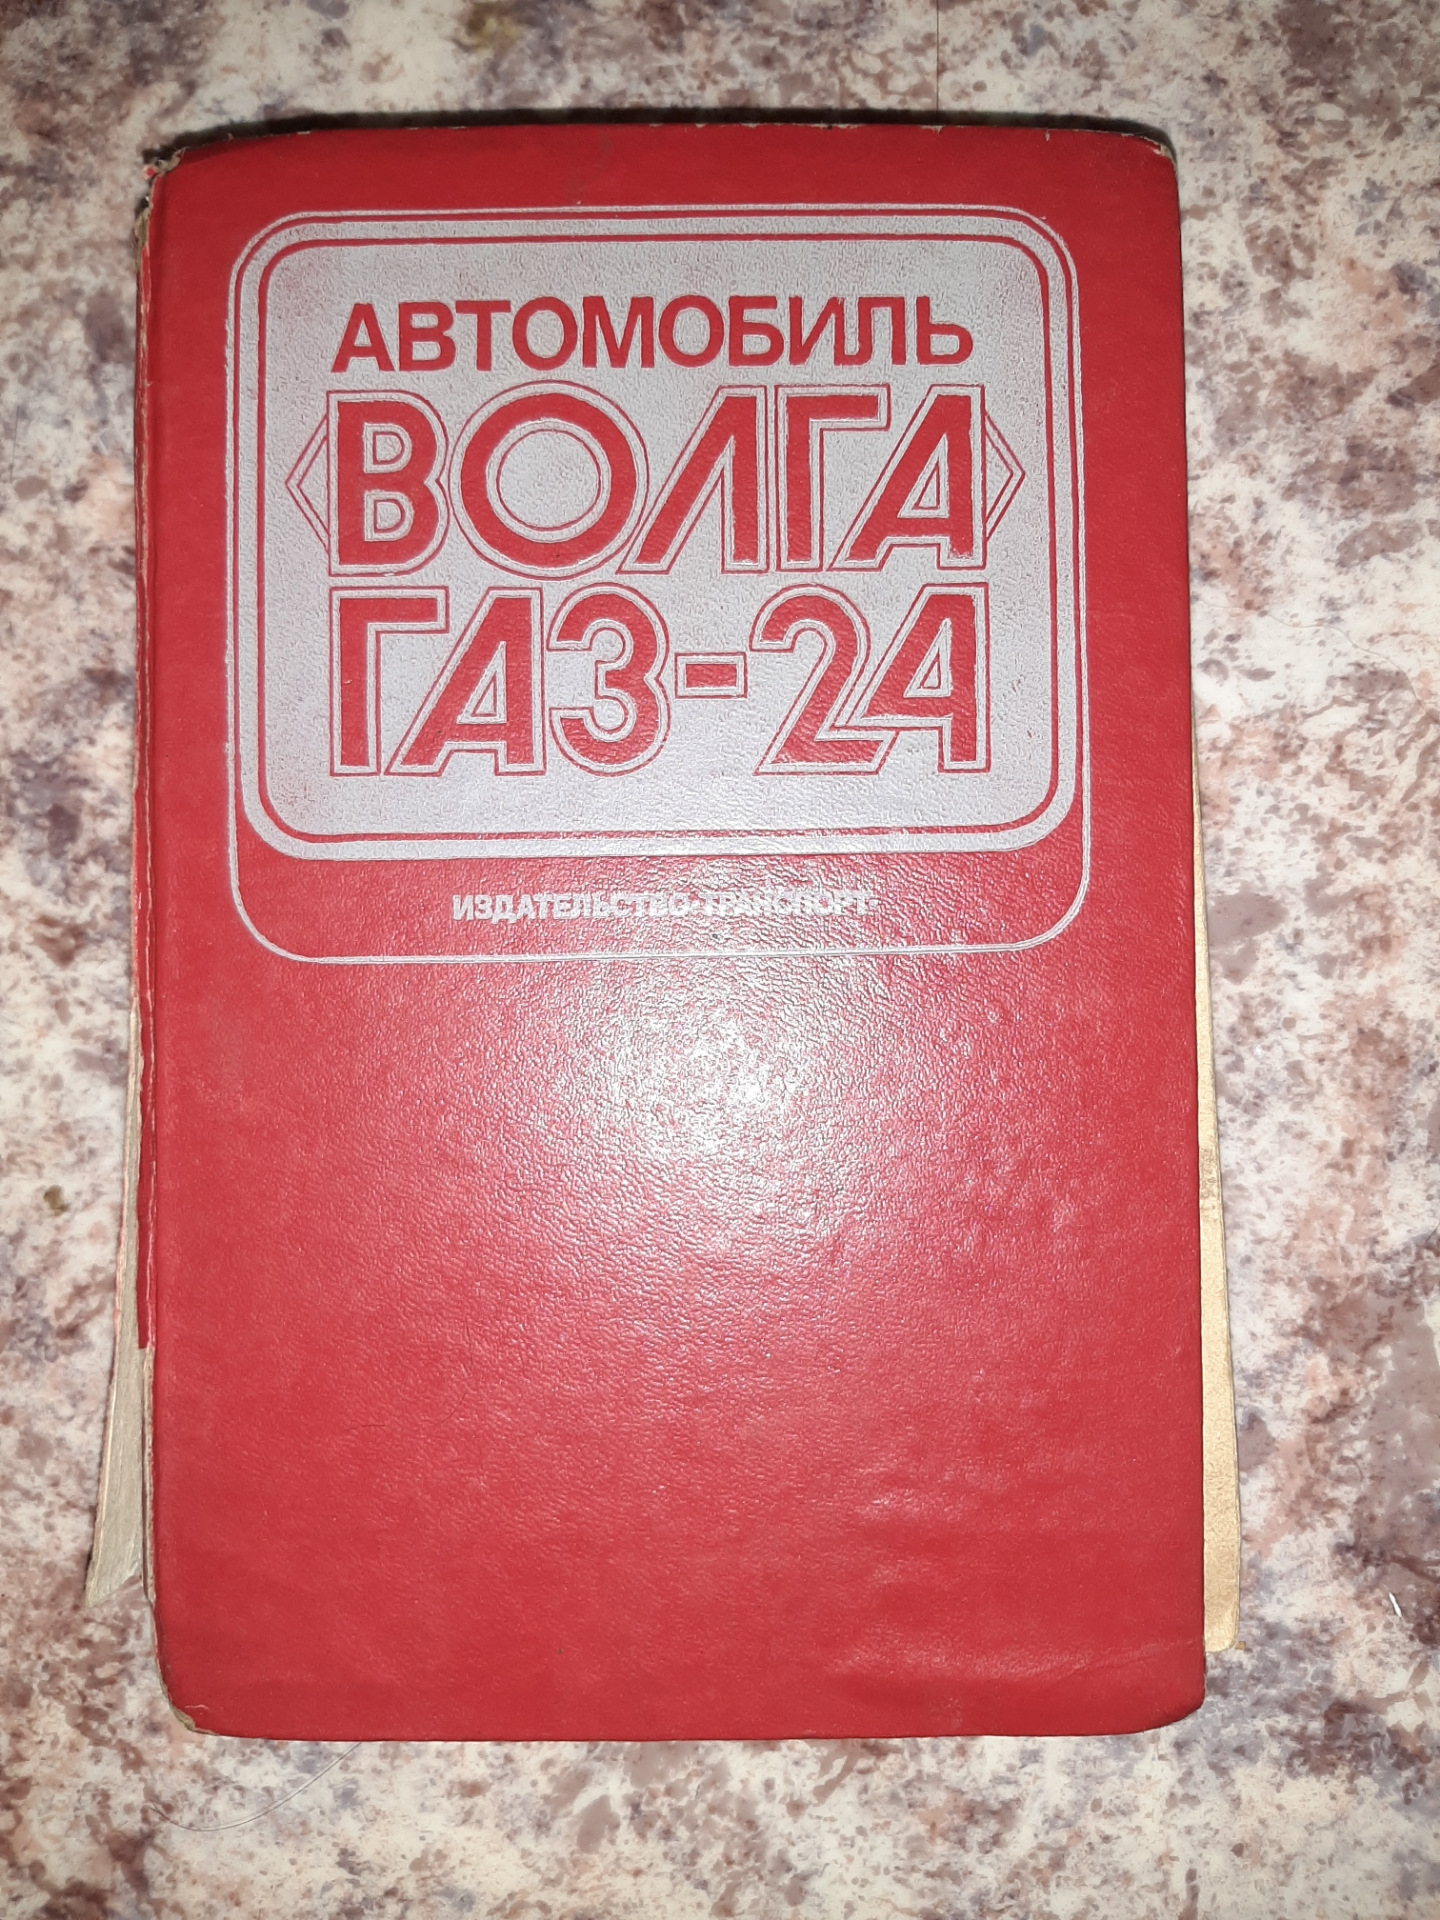 АВТОМОБИЛЬ
«ВОЛГА»
ГАЗ-24
ИЗДАТЕЛЬСТВО «ТРАНСПОРТ»